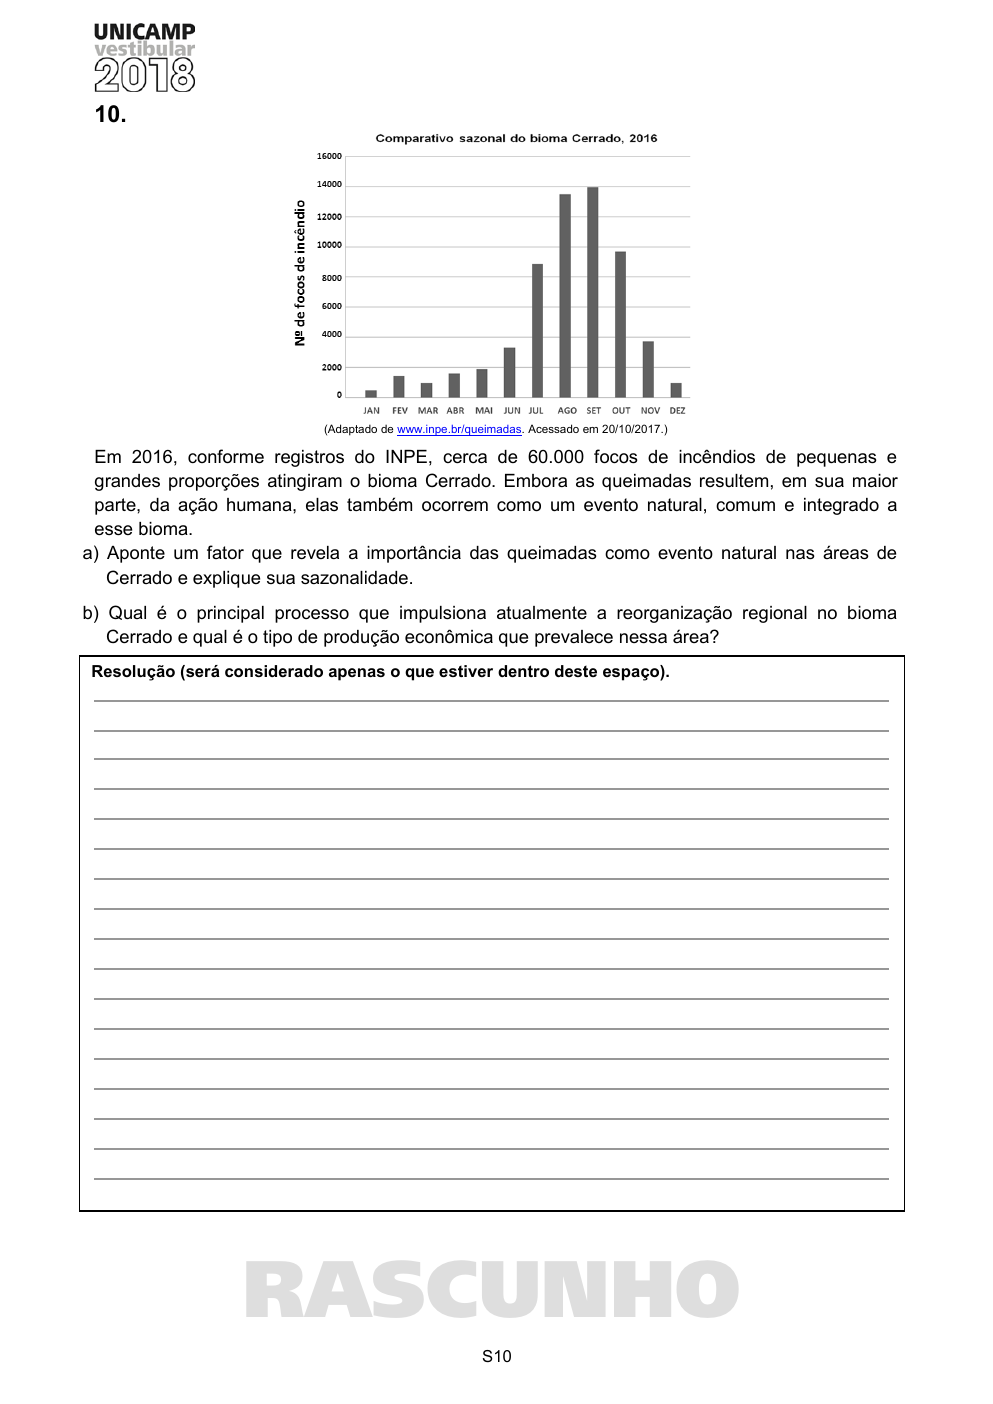 UNICAMP
vestibular
2018
10.
Comparativo sazonal do bioma Cerrado, 2016
Nº de focos de incêndio
16000
14000
12000
10000
8000
6000
4000
2000
0
JAN FEV MAR ABR MAI JUN JUL AGO SET OUT NOV DEZ
(Adaptado de www.inpe.br/queimadas. Acessado em 20/10/2017.)
Em 2016, conforme registros do INPE, cerca de 60.000 focos de incêndios de pequenas e
grandes proporções atingiram o bioma Cerrado. Embora as queimadas resultem, em sua maior
parte, da ação humana, elas também ocorrem como um evento natural, comum e integrado a
esse bioma.
a) Aponte um fator que revela a importância das queimadas como evento natural nas áreas de
Cerrado e explique sua sazonalidade.
b) Qual é o principal processo que impulsiona atualmente a reorganização regional no bioma
Cerrado e qual é o tipo de produção econômica que prevalece nessa área?
Resolução (será considerado apenas o que estiver dentro deste espaço).
RASCUNHO
S10